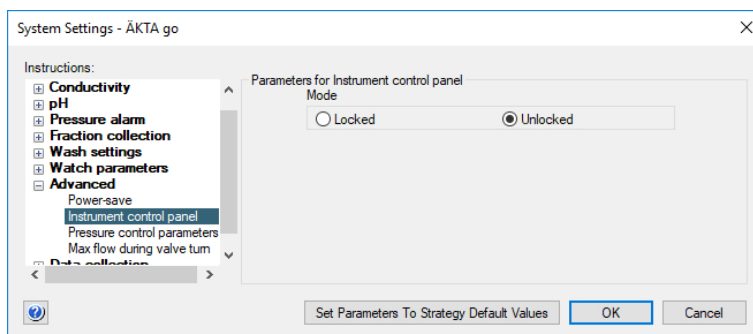 System Settings - ÄKTA go
Instructions:
Conductivity
pH
Pressure alarm
Fraction collection
Wash settings
Watch parameters
Advanced
Power-save
Instrument control panel
Pressure control parameters
Max flow during valve turn
Data collection
Parameters for Instrument control panel
Mode
Locked Unlocked
Set Parameters To Strategy Default Values OK Cancel